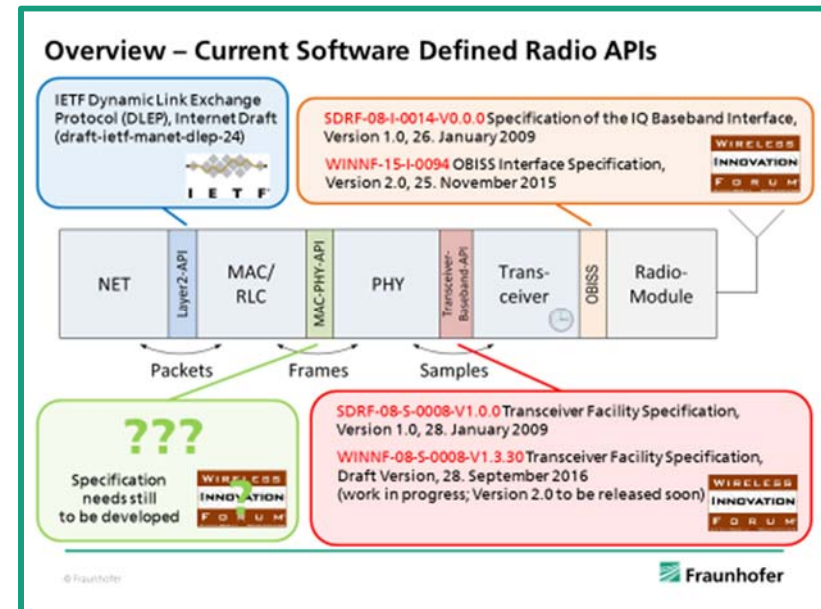 Overview – Current Software Defined Radio APIs
IETF Dynamic Link Exchange
Protocol (DLEP), Internet Draft
(draft-ietf-manet-dlep-24)
I E T F
SDRF-08-I-0014-V0.0.0 Specification of the IQ Baseband Interface,
Version 1.0, 26. January 2009
WINNF-15-I-0094 OBISS Interface Specification,
Version 2.0, 25. November 2015
WIRELESS
INNOVATION
FORUM
NET
Layer2-API
MAC/
RLC
MAC-PHY-API
PHY
Transceiver-
Baseband-API
Trans-
ceiver
OBISS
Radio-
Module
Packets
Frames
Samples
???
Specification
needs still
to be developed
WIRELESS
INNOVATION
FORUM
?
SDRF-08-S-0008-V1.0.0 Transceiver Facility Specification,
Version 1.0, 28. January 2009
WINNF-08-S-0008-V1.3.30 Transceiver Facility Specification,
Draft Version, 28. September 2016
(work in progress; Version 2.0 to be released soon)
WIRELESS
INNOVATION
FORUM
© Fraunhofer
Fraunhofer